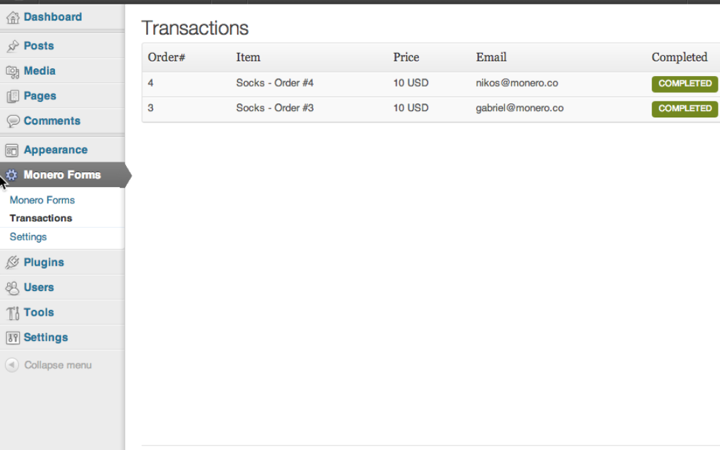 Dashboard
Posts
Media
Pages
Comments
Appearance
Monero Forms
Monero Forms
Transactions
Settings
Plugins
Users
Tools
Settings
Collapse menu
Transactions
Order# Item Price Email Completed
4 Socks - Order #4 10 USD nikos@monero.co COMPLETED
3 Socks - Order #3 10 USD gabriel@monero.co COMPLETED